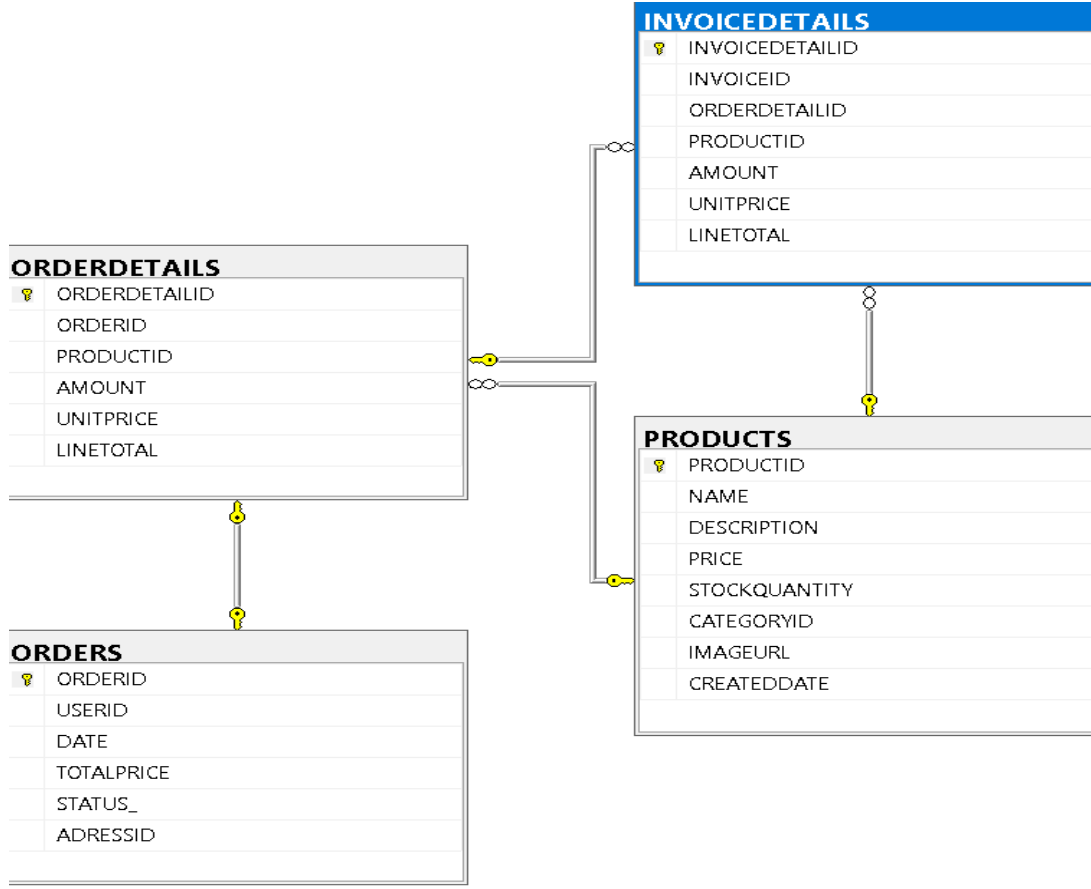 INVOICEDETAILS
INVOICEDETAILID
INVOICEID
ORDERDETAILID
PRODUCTID
AMOUNT
UNITPRICE
LINETOTAL
ORDERDETAILS
ORDERDETAILID
ORDERID
PRODUCTID
AMOUNT
UNITPRICE
LINETOTAL
PRODUCTS
PRODUCTID
NAME
DESCRIPTION
PRICE
STOCKQUANTITY
CATEGORYID
IMAGEURL
CREATEDDATE
ORDERS
ORDERID
USERID
DATE
TOTALPRICE
STATUS_
ADRESSID